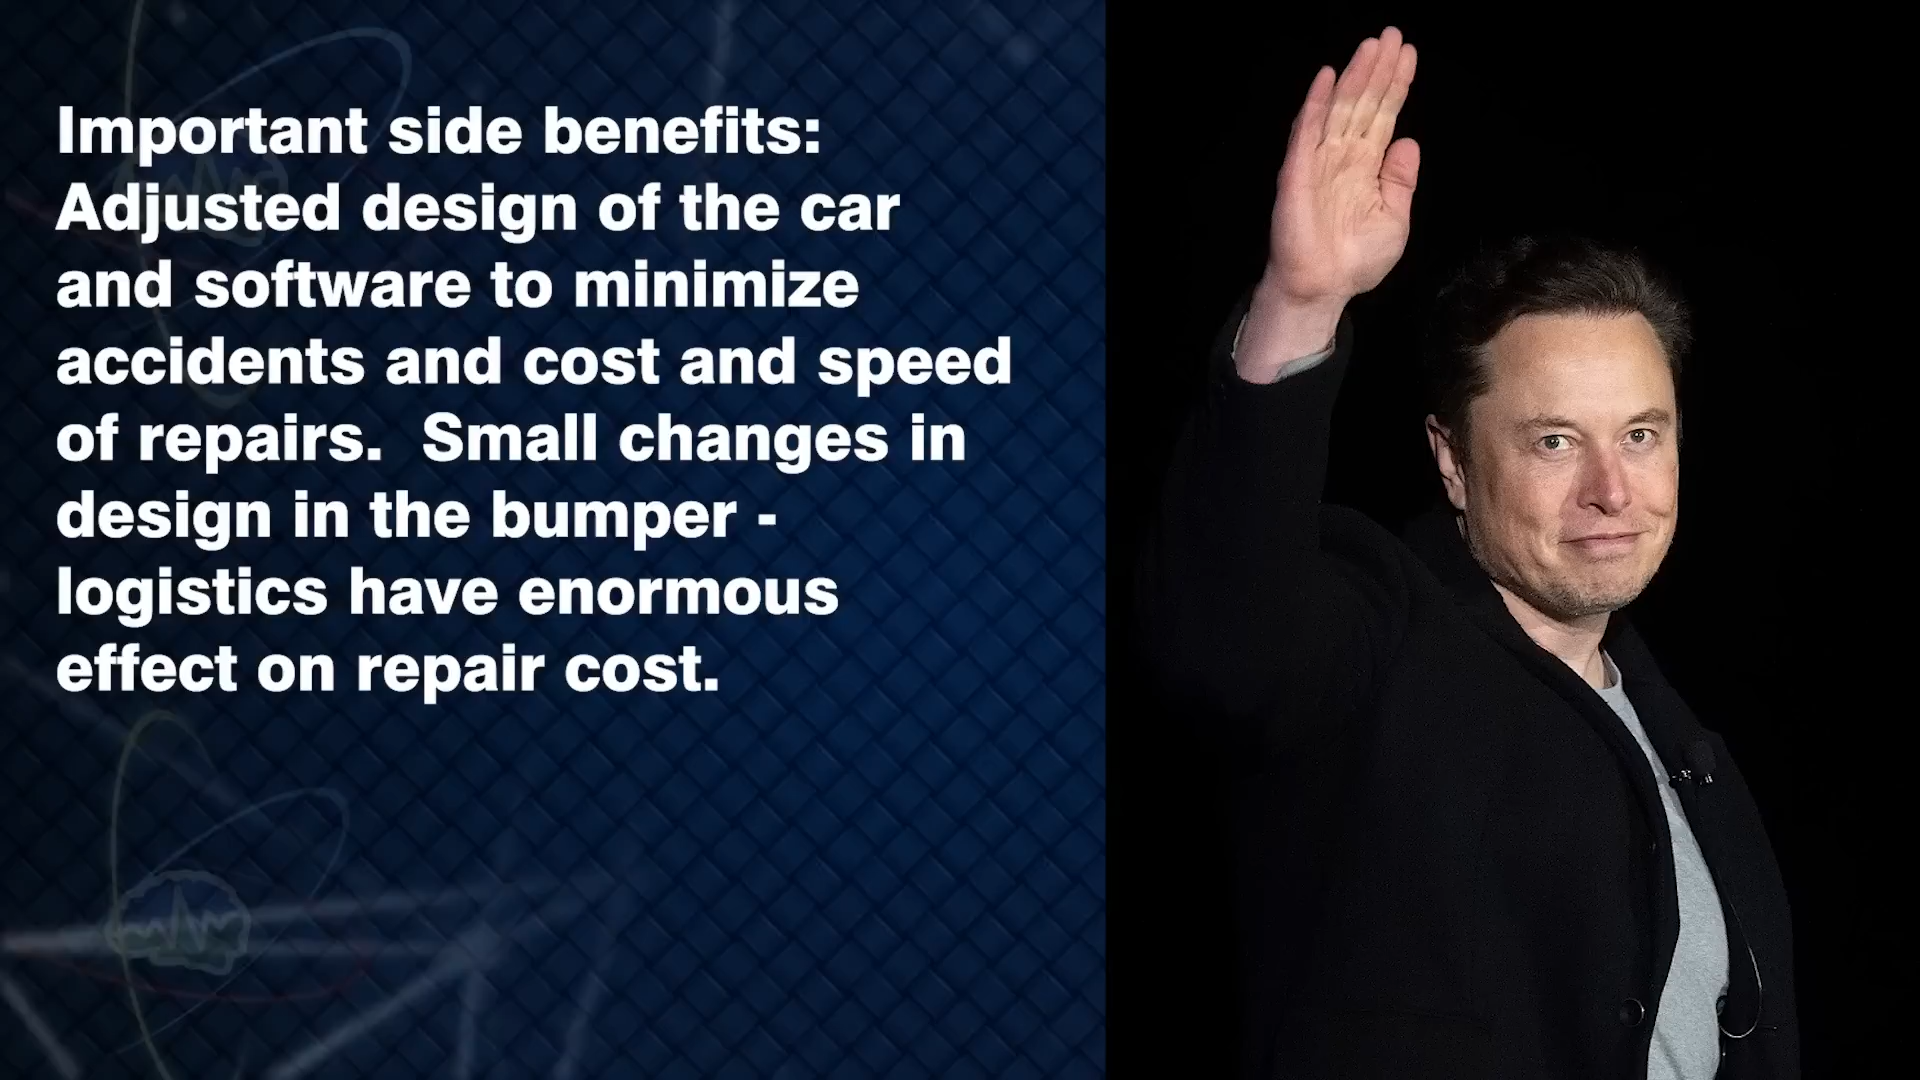 Important side benefits:
Adjusted design of the car
and software to minimize
accidents and cost and speed
of repairs.  Small changes in
design in the bumper -
logistics have enormous
effect on repair cost.